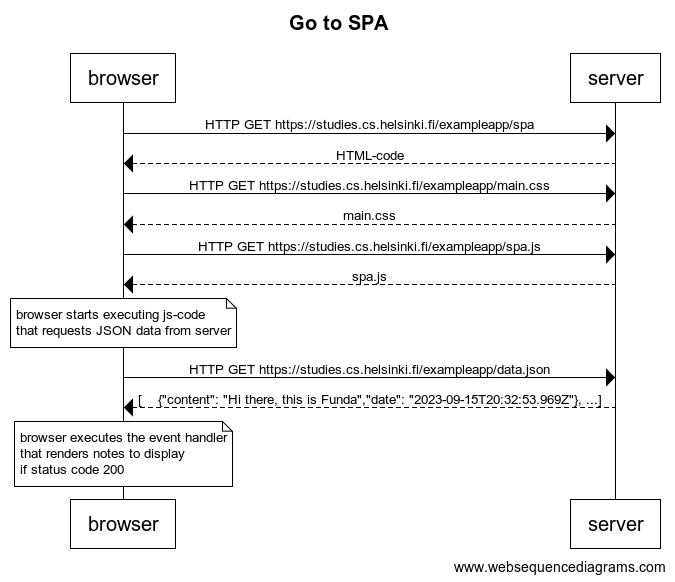 Go to SPA
browser
server
HTTP GET https://studies.cs.helsinki.fi/exampleapp/spa
HTML-code
HTTP GET https://studies.cs.helsinki.fi/exampleapp/main.css
main.css
HTTP GET https://studies.cs.helsinki.fi/exampleapp/spa.js
spa.js
browser starts executing js-code
that requests JSON data from server
HTTP GET https://studies.cs.helsinki.fi/exampleapp/data.json
[ {"content": "Hi there, this is Funda","date": "2023-09-15T20:32:53.969Z"}, ...]
browser executes the event handler
that renders notes to display
if status code 200
browser
server
www.websequencediagrams.com